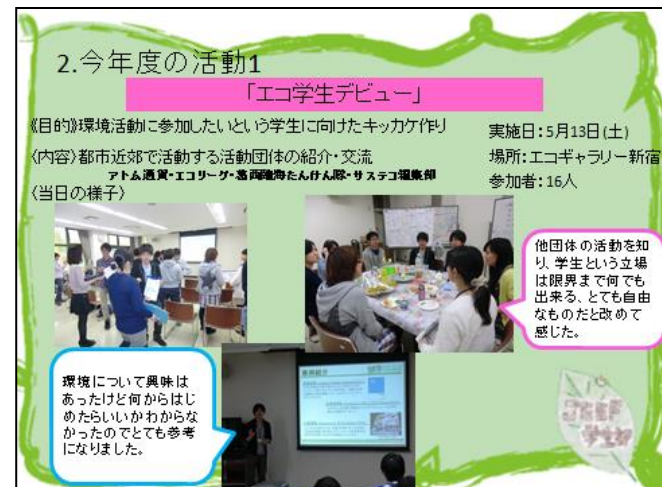 2.今年度の活動1
「エコ学生デビュー」
《目的》環境活動に参加したいという学生に向けたキッカケ作り
〈内容〉都市近郊で活動する活動団体の紹介・交流
アトム通貨・エコリーグ・葛西臨海たんけん隊・サステコ編集部
〈当日の様子〉
実施日：5月13日(土)
場所：エコギャラリー新宿
参加者：16人
他団体の活動を知
り、学生という立場
は限界まで何でも
出来る、とても自由
なものだと改めて
感じた。
環境について興味は
あったけど何からはじ
めたらいいかわからな
かったのでとても参考
になりました。